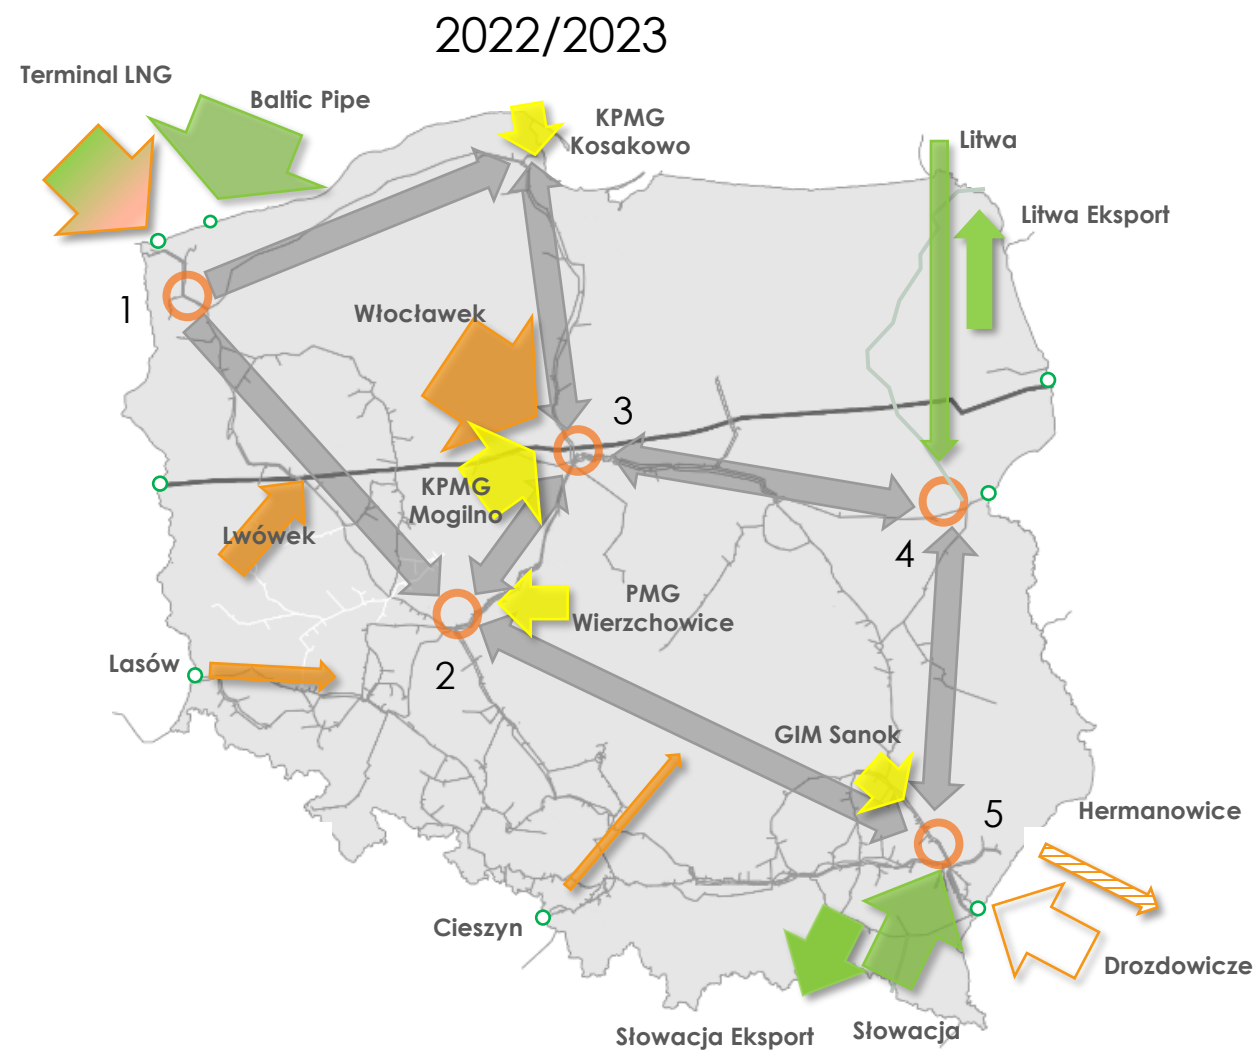 2022/2023
Terminal LNG
Baltic Pipe
KPMG
Kosakowo
Litwa
Litwa Eksport
1
Włocławek
3
KPMG
Mogilno
Lwówek
4
PMG
Wierzchowice
Lasów
2
GIM Sanok
5
Hermanowice
Cieszyn
Drozdowicze
Słowacja Eksport
Słowacja